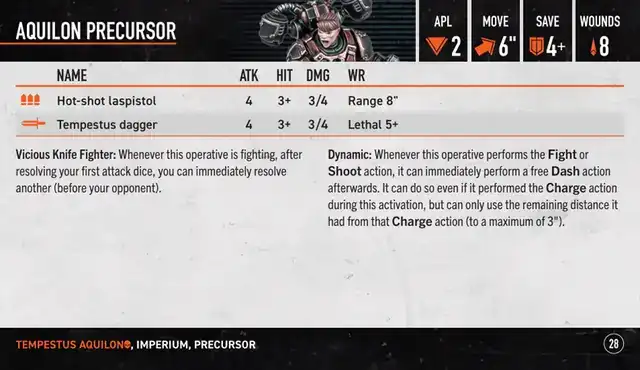 AQUILON PRECURSOR
APL
2
MOVE
6"
SAVE
4+
WOUNDS
8
NAME ATK HIT DMG WR
Hot-shot laspistol 4 3+ 3/4 Range 8"
Tempestus dagger 4 3+ 3/4 Lethal 5+
Vicious Knife Fighter: Whenever this operative is fighting, after
resolving your first attack dice, you can immediately resolve
another (before your opponent).
Dynamic: Whenever this operative performs the Fight or
Shoot action, it can immediately perform a free Dash action
afterwards. It can do so even if it performed the Charge action
during this activation, but can only use the remaining distance it
had from that Charge action (to a maximum of 3").
TEMPESTUS AQUILON, IMPERIUM, PRECURSOR
28